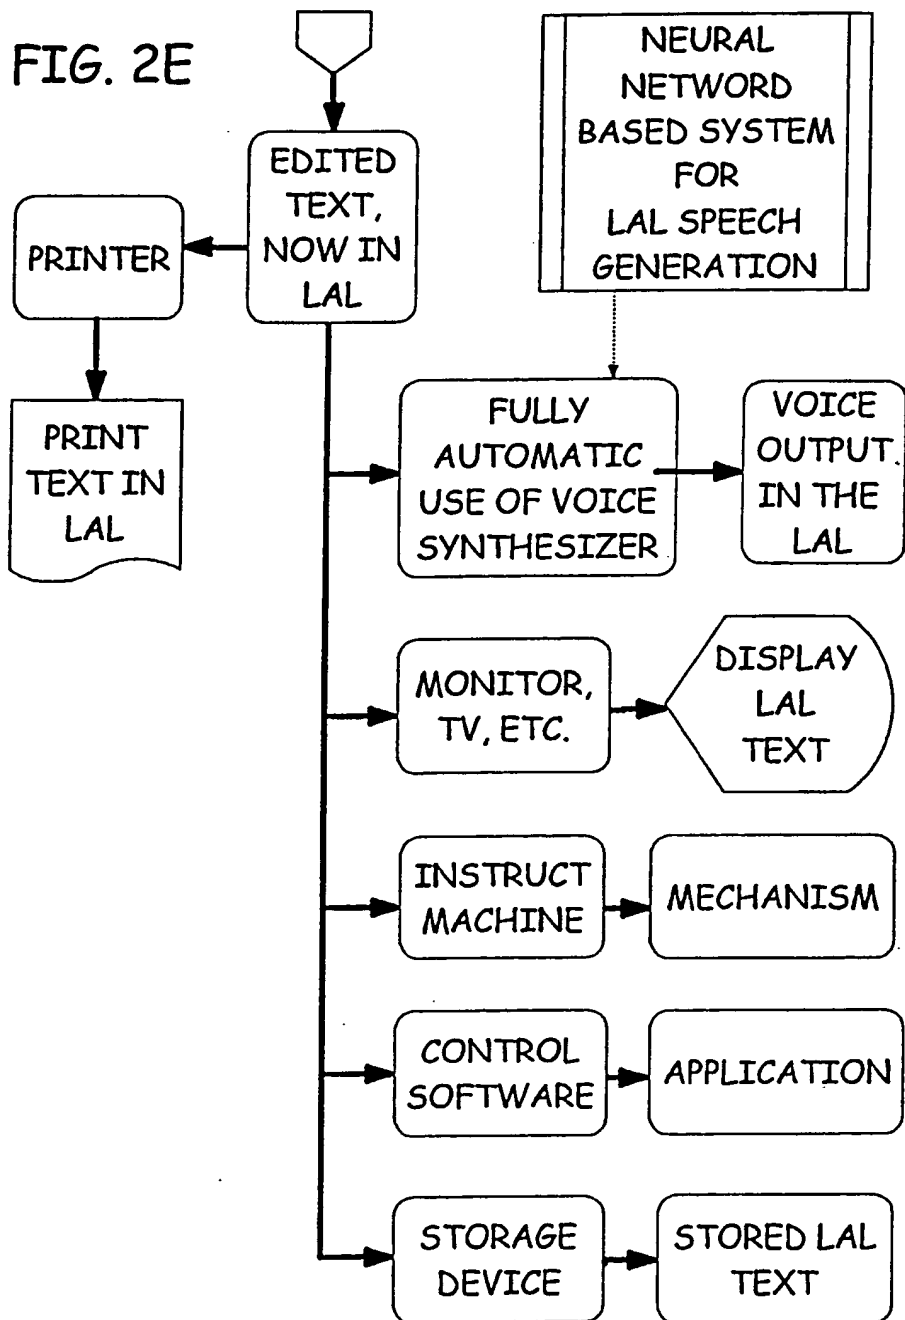 FIG. 2E
NEURAL
NETWORD
BASED SYSTEM
FOR
LAL SPEECH
GENERATION
EDITED
TEXT,
NOW IN
LAL
PRINTER
PRINT
TEXT IN
LAL
FULLY
AUTOMATIC
USE OF VOICE
SYNTHESIZER
VOICE
OUTPUT
IN THE
LAL
MONITOR,
TV, ETC.
DISPLAY
LAL
TEXT
INSTRUCT
MACHINE
MECHANISM
CONTROL
SOFTWARE
APPLICATION
STORAGE
DEVICE
STORED LAL
TEXT